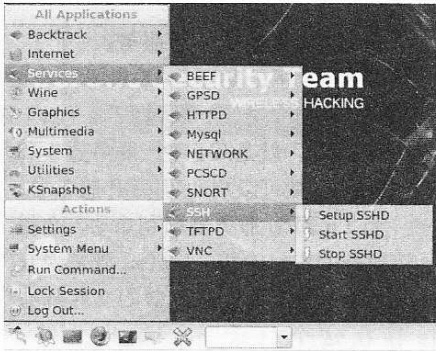 All Applications
Backtrack
Internet
Services
Wine
Graphics
Multimedia
System
Utilities
KSnapshot
Actions
Settings
System Menu
Run Command...
Lock Session
Log Out...
BEEF
GPSD
HTTPD
Mysql
NETWORK
PCSCD
SNORT
SSH
TFTPD
VNC
Setup SSHD
Start SSHD
Stop SSHD
rity Team
WIRELESS HACKING